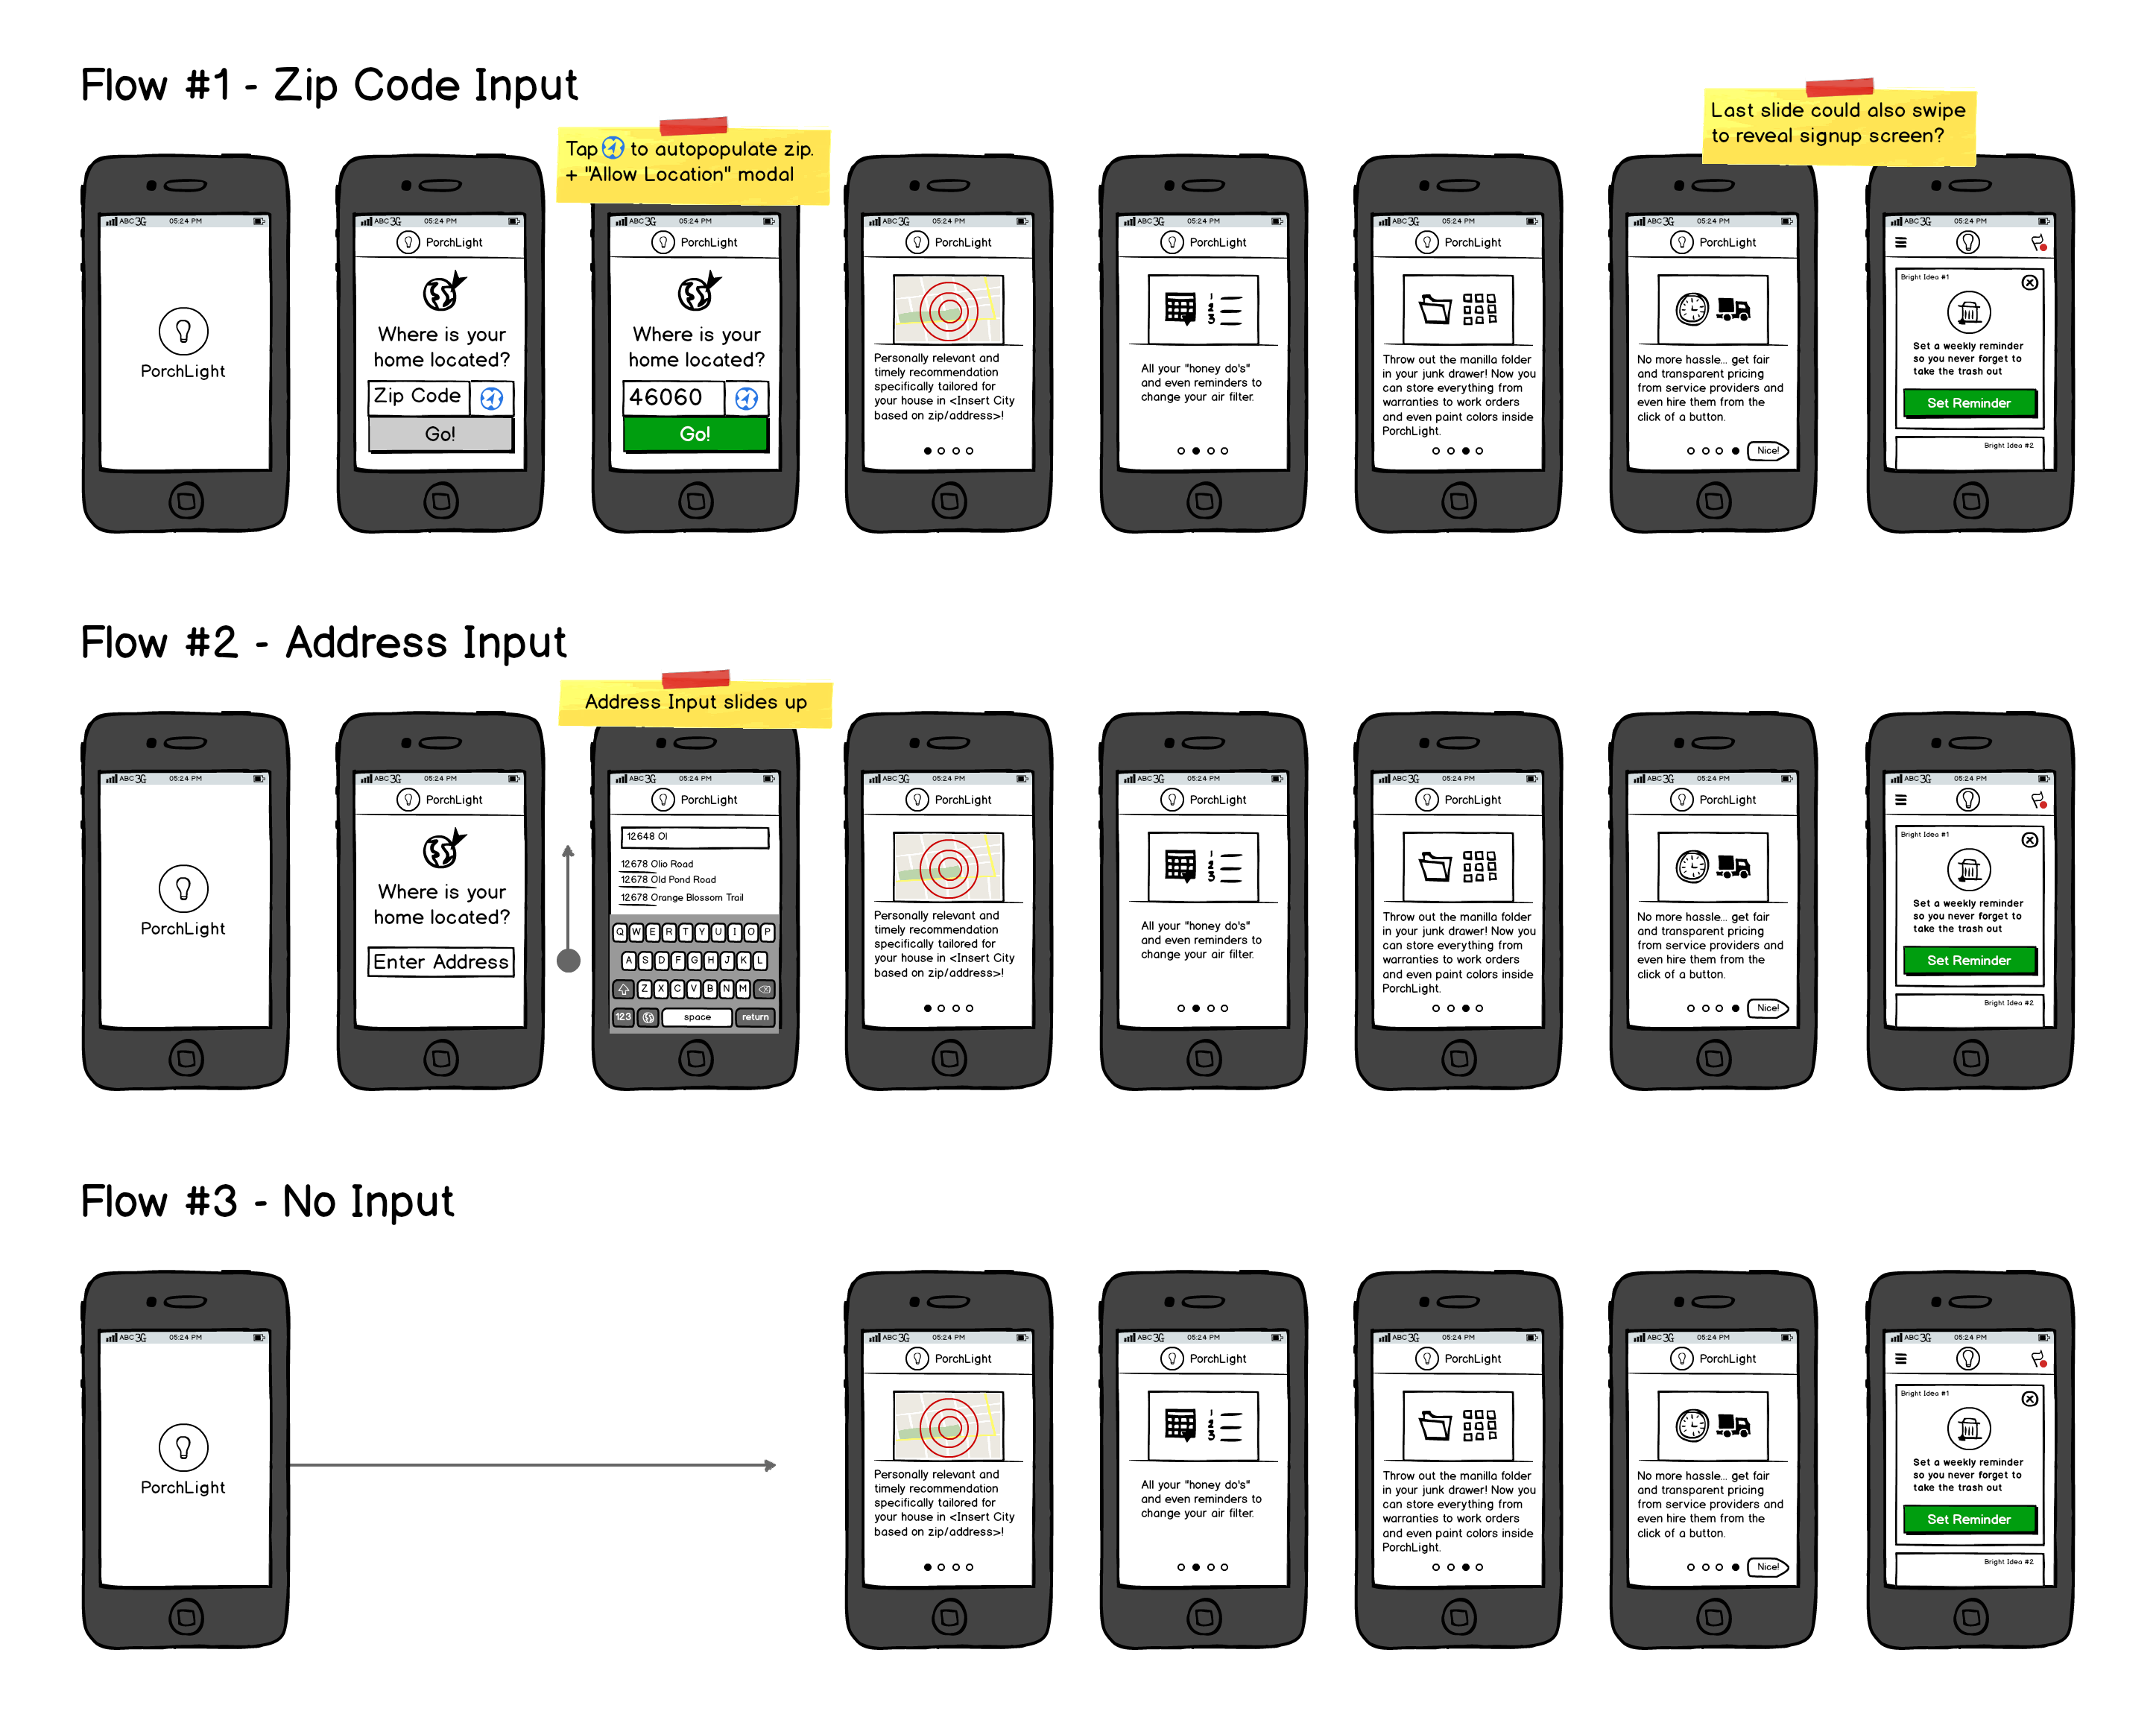 Flow #1 - Zip Code Input
Tap to autopopulate zip.
+ "Allow Location" modal
Last slide could also swipe
to reveal signup screen?
ABC 3G 05:24 PM
PorchLight
ABC 3G 05:24 PM
PorchLight
Where is your
home located?
Zip Code
Go!
ABC 3G 05:24 PM
PorchLight
Where is your
home located?
46060
Go!
ABC 3G 05:24 PM
PorchLight
Personally relevant and
timely recommendation
specifically tailored for
your house in <Insert City
based on zip/address>!
ABC 3G 05:24 PM
PorchLight
1
2
3
All your "honey do's"
and even reminders to
change your air filter.
ABC 3G 05:24 PM
PorchLight
Throw out the manilla folder
in your junk drawer! Now you
can store everything from
warranties to work orders
and even paint colors inside
PorchLight.
ABC 3G 05:24 PM
PorchLight
No more hassle... get fair
and transparent pricing
from service providers and
even hire them from the
click of a button.
Nice!
ABC 3G 05:24 PM
Bright Idea #1
Set a weekly reminder
so you never forget to
take the trash out
Set Reminder
Bright Idea #2
Flow #2 - Address Input
Address Input slides up
ABC 3G 05:24 PM
PorchLight
ABC 3G 05:24 PM
PorchLight
Where is your
home located?
Enter Address
ABC 3G 05:24 PM
PorchLight
12648 Ol
12678 Olio Road
12678 Old Pond Road
12678 Orange Blossom Trail
Q W E R T Y U I O P
A S D F G H J K L
Z X C V B N M
123 space return
ABC 3G 05:24 PM
PorchLight
Personally relevant and
timely recommendation
specifically tailored for
your house in <Insert City
based on zip/address>!
ABC 3G 05:24 PM
PorchLight
1
2
3
All your "honey do's"
and even reminders to
change your air filter.
ABC 3G 05:24 PM
PorchLight
Throw out the manilla folder
in your junk drawer! Now you
can store everything from
warranties to work orders
and even paint colors inside
PorchLight.
ABC 3G 05:24 PM
PorchLight
No more hassle... get fair
and transparent pricing
from service providers and
even hire them from the
click of a button.
Nice!
ABC 3G 05:24 PM
Bright Idea #1
Set a weekly reminder
so you never forget to
take the trash out
Set Reminder
Bright Idea #2
Flow #3 - No Input
ABC 3G 05:24 PM
PorchLight
ABC 3G 05:24 PM
PorchLight
Personally relevant and
timely recommendation
specifically tailored for
your house in <Insert City
based on zip/address>!
ABC 3G 05:24 PM
PorchLight
1
2
3
All your "honey do's"
and even reminders to
change your air filter.
ABC 3G 05:24 PM
PorchLight
Throw out the manilla folder
in your junk drawer! Now you
can store everything from
warranties to work orders
and even paint colors inside
PorchLight.
ABC 3G 05:24 PM
PorchLight
No more hassle... get fair
and transparent pricing
from service providers and
even hire them from the
click of a button.
Nice!
ABC 3G 05:24 PM
Bright Idea #1
Set a weekly reminder
so you never forget to
take the trash out
Set Reminder
Bright Idea #2